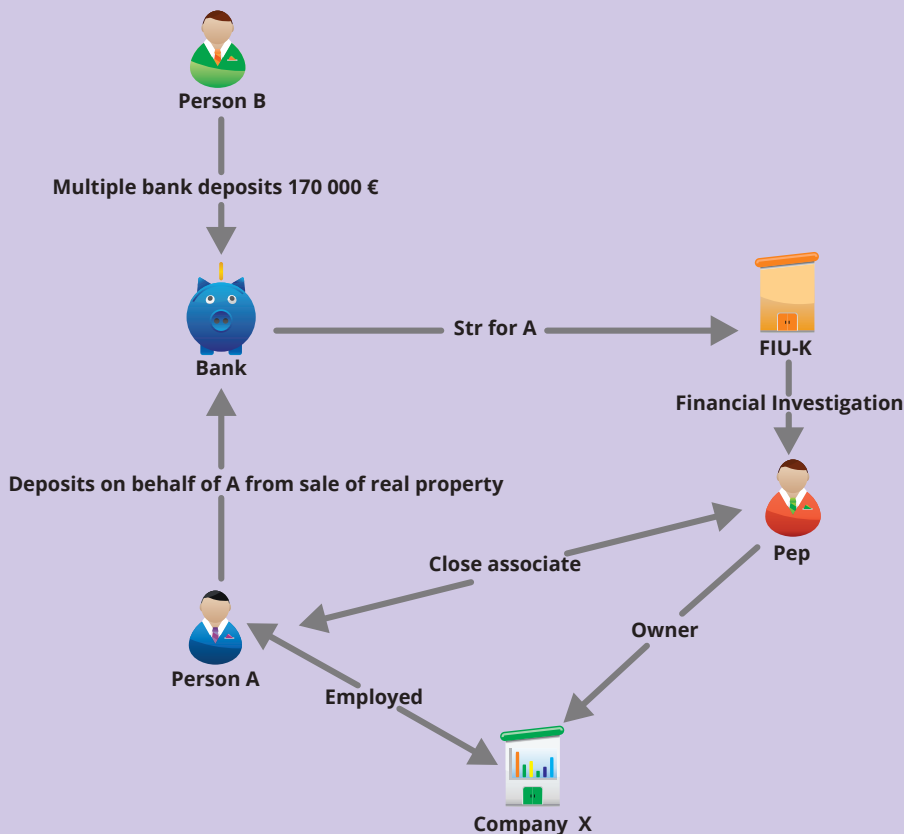 Person B
Multiple bank deposits 170 000 €
Bank
Str for A
FIU-K
Financial Investigation
Deposits on behalf of A from sale of real property
Pep
Close associate
Person A
Owner
Employed
Company X